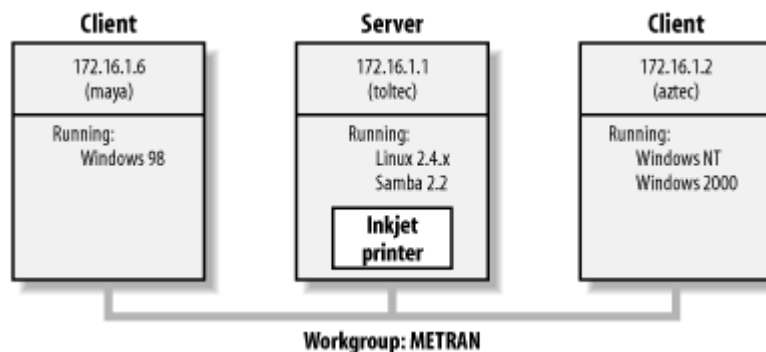 Client
172.16.1.6
(maya)
Running:
Windows 98
Server
172.16.1.1
(toltec)
Running:
Linux 2.4.x
Samba 2.2
Inkjet
printer
Client
172.16.1.2
(aztec)
Running:
Windows NT
Windows 2000
Workgroup: METRAN